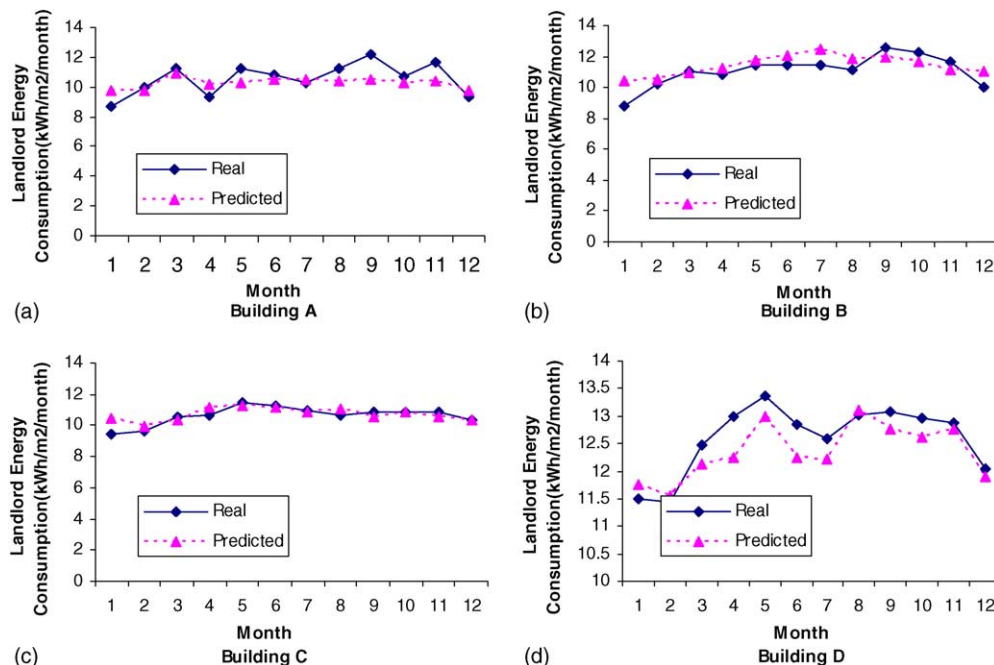 Landlord Energy
Consumption(kWh/m2/month)
14
12
10
8
6
4
2
0
Real
Predicted
1 2 3 4 5 6 7 8 9 10 11 12
Month
(a) Building A
Landlord Energy
Consumption(kWh/m2/month)
14
12
10
8
6
4
2
0
Real
Predicted
1 2 3 4 5 6 7 8 9 10 11 12
Month
(b) Building B
Landlord Energy
Consumption(kWh/m2/month)
14
12
10
8
6
4
2
0
Real
Predicted
1 2 3 4 5 6 7 8 9 10 11 12
Month
(c) Building C
Landlord Energy
Consumption(kWh/m2/month)
14
13.5
13
12.5
12
11.5
11
10.5
10
Real
Predicted
1 2 3 4 5 6 7 8 9 10 11 12
Month
(d) Building D